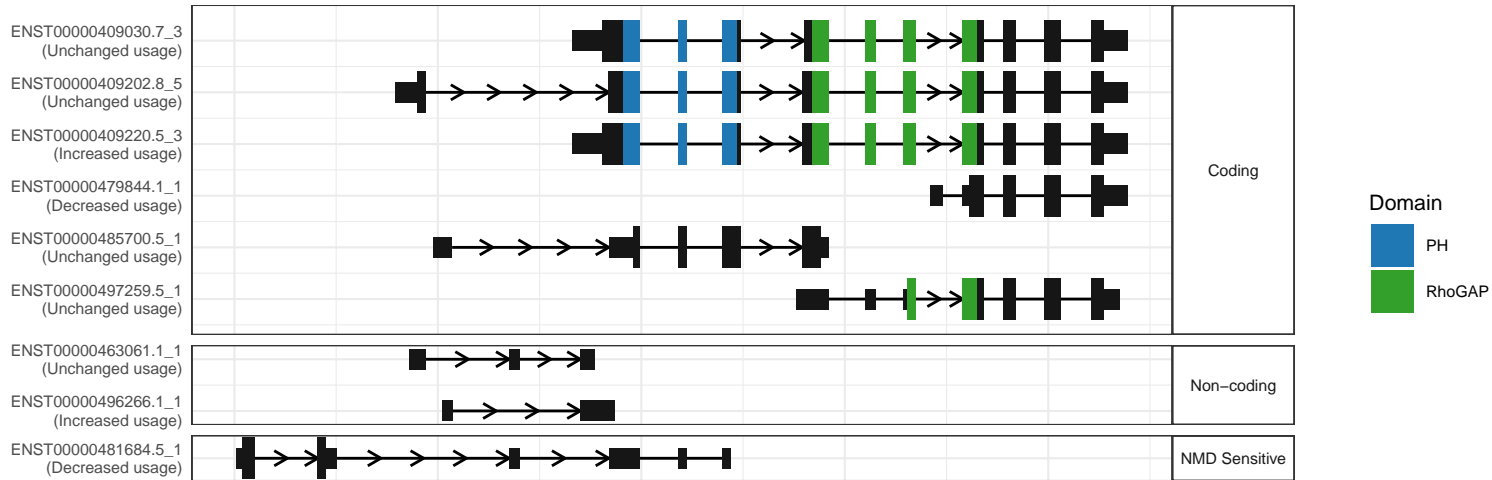 ENST00000409030.7_3
(Unchanged usage)
ENST00000409202.8_5
(Unchanged usage)
ENST00000409220.5_3
(Increased usage)
ENST00000479844.1_1
(Decreased usage)
ENST00000485700.5_1
(Unchanged usage)
ENST00000497259.5_1
(Unchanged usage)
Coding
ENST00000463061.1_1
(Unchanged usage)
ENST00000496266.1_1
(Increased usage)
Non−coding
ENST00000481684.5_1
(Decreased usage)
NMD Sensitive
Domain
PH
RhoGAP